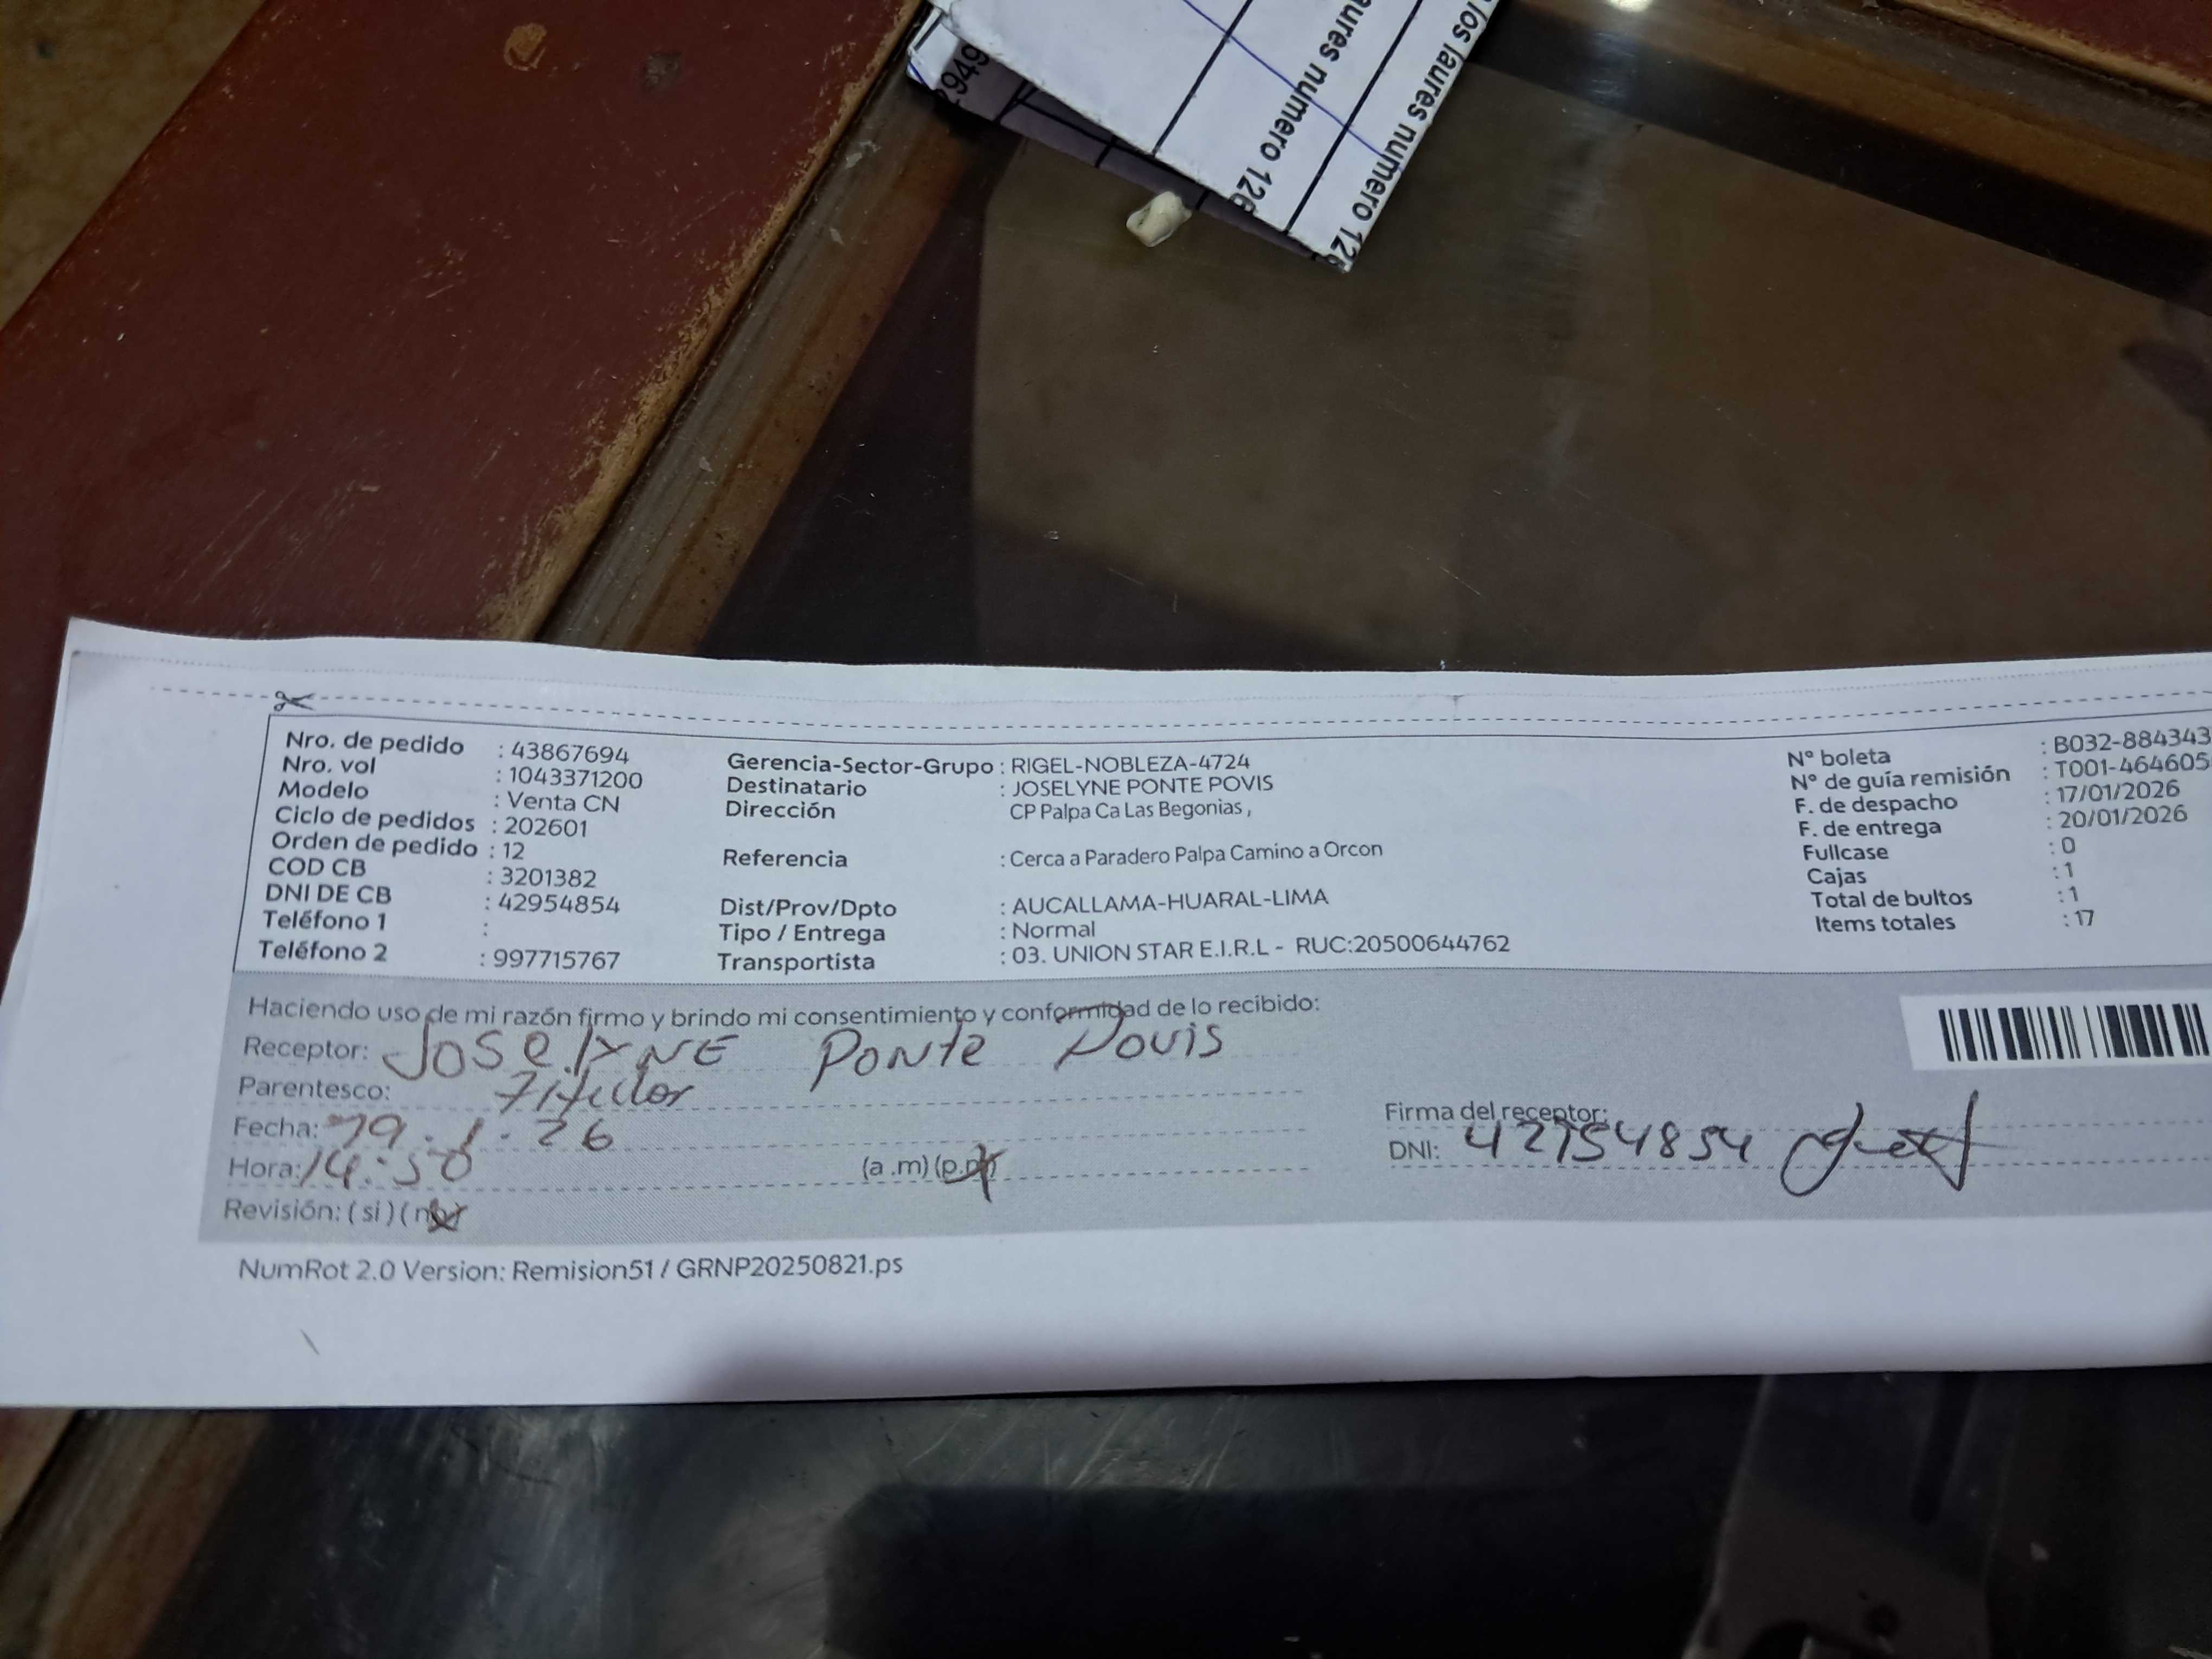 aures numero 126
los laures numero 126
2949
Nro. de pedido : 43867694
Nro. vol : 1043371200
Modelo : Venta CN
Ciclo de pedidos : 202601
Orden de pedido : 12
COD CB : 3201382
DNI DE CB : 42954854
Teléfono 1 :
Teléfono 2 : 997715767
Gerencia-Sector-Grupo : RIGEL-NOBLEZA-4724
Destinatario : JOSELYNE PONTE POVIS
Dirección CP Palpa Ca Las Begonias ,
Referencia : Cerca a Paradero Palpa Camino a Orcon
Dist/Prov/Dpto : AUCALLAMA-HUARAL-LIMA
Tipo / Entrega : Normal
Transportista : 03. UNION STAR E.I.R.L - RUC:20500644762
N° boleta : B032-884343
N° de guía remisión : T001-464605
F. de despacho : 17/01/2026
F. de entrega : 20/01/2026
Fullcase : 0
Cajas : 1
Total de bultos : 1
Items totales : 17
Haciendo uso de mi razón firmo y brindo mi consentimiento y conformidad de lo recibido:
Receptor: JOSELYNE PONTE POVIS
Parentesco: Titular
Fecha: 19.1.26
Hora: 14:50 (a .m) (p.m)
Revisión: ( si ) ( no )
Firma del receptor:
DNI: 42954854
NumRot 2.0 Version: Remision51 / GRNP20250821.ps